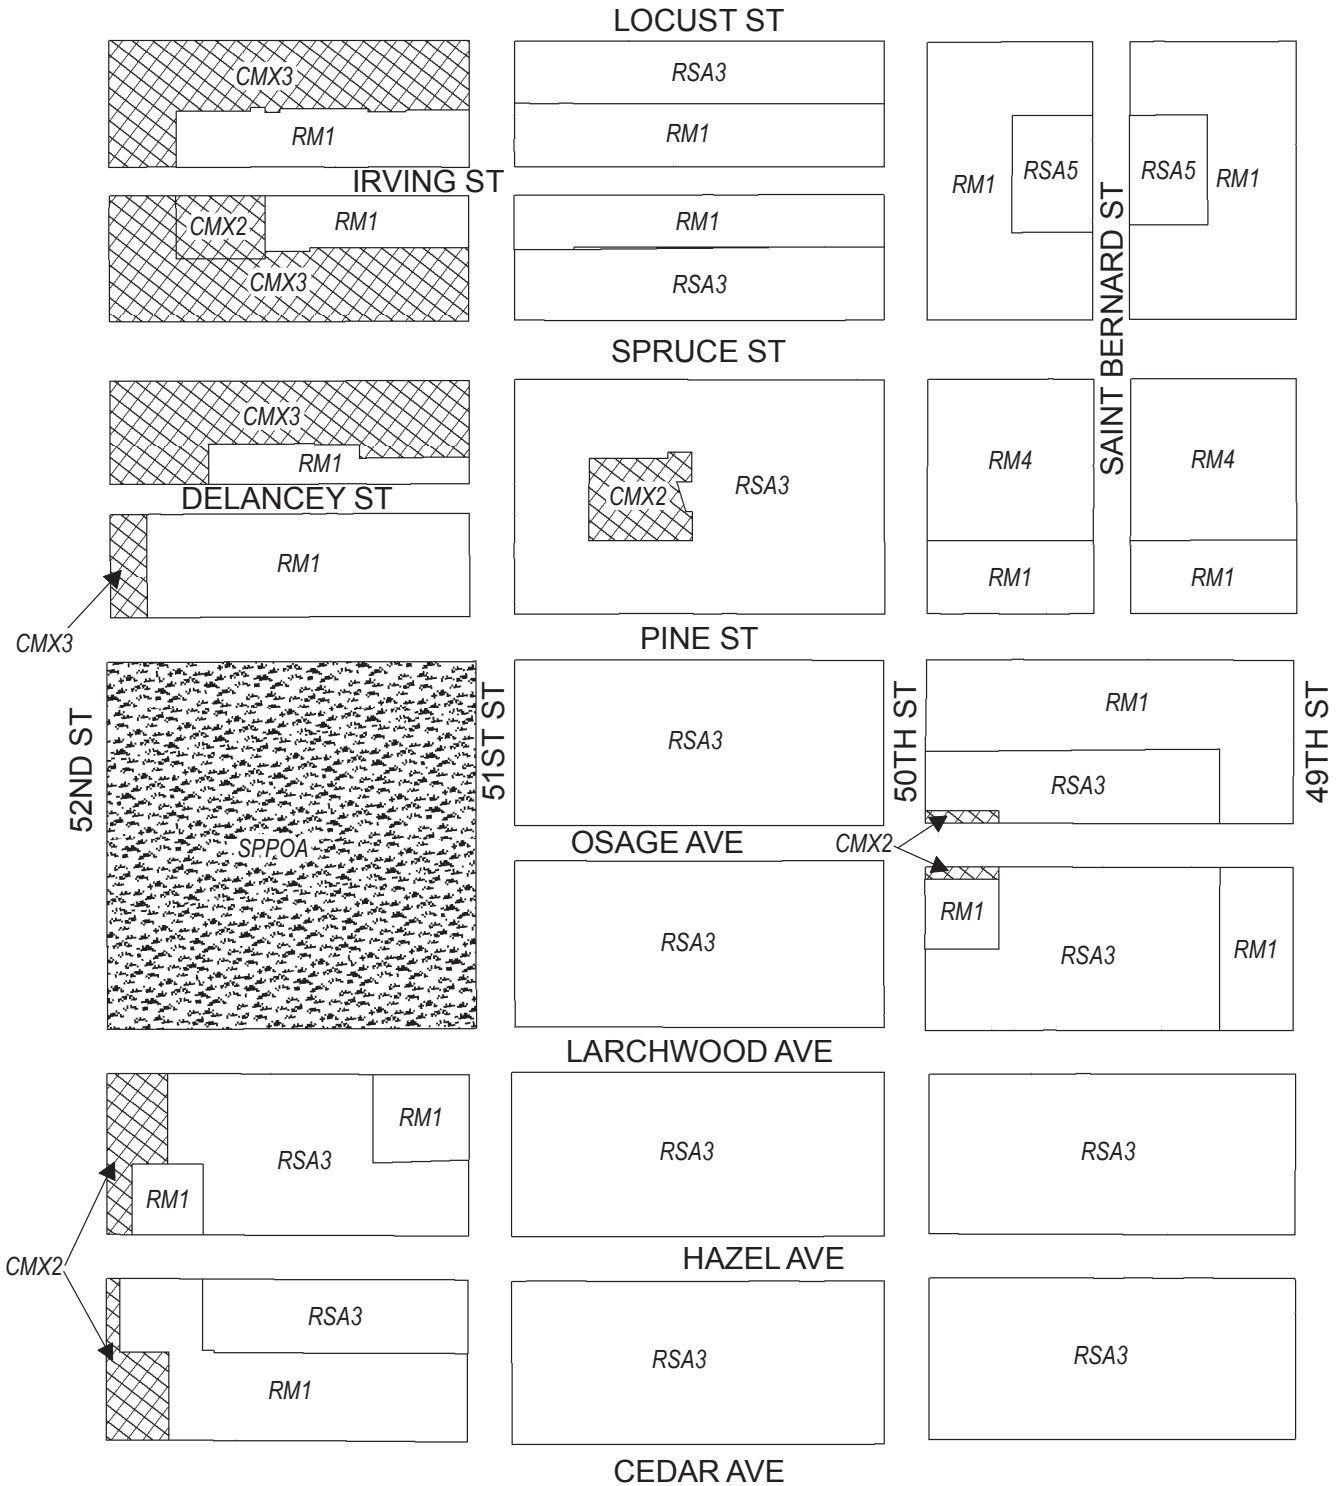 LOCUST ST
CMX3
RSA3
RM1
RM1
RSA5
RSA5
RM1
RM1
IRVING ST
CMX2
RM1
RM1
CMX3
RSA3
SAINT BERNARD ST
SPRUCE ST
CMX3
RM1
CMX2
RSA3
RM4
RM4
DELANCEY ST
RM1
RM1
RM1
CMX3
PINE ST
52ND ST
51ST ST
50TH ST
49TH ST
RSA3
RM1
RSA3
SPPOA
OSAGE AVE
CMX2
RSA3
RM1
RSA3
RM1
LARCHWOOD AVE
RM1
RSA3
RM1
RSA3
RSA3
CMX2
HAZEL AVE
RSA3
RM1
RSA3
RSA3
CEDAR AVE